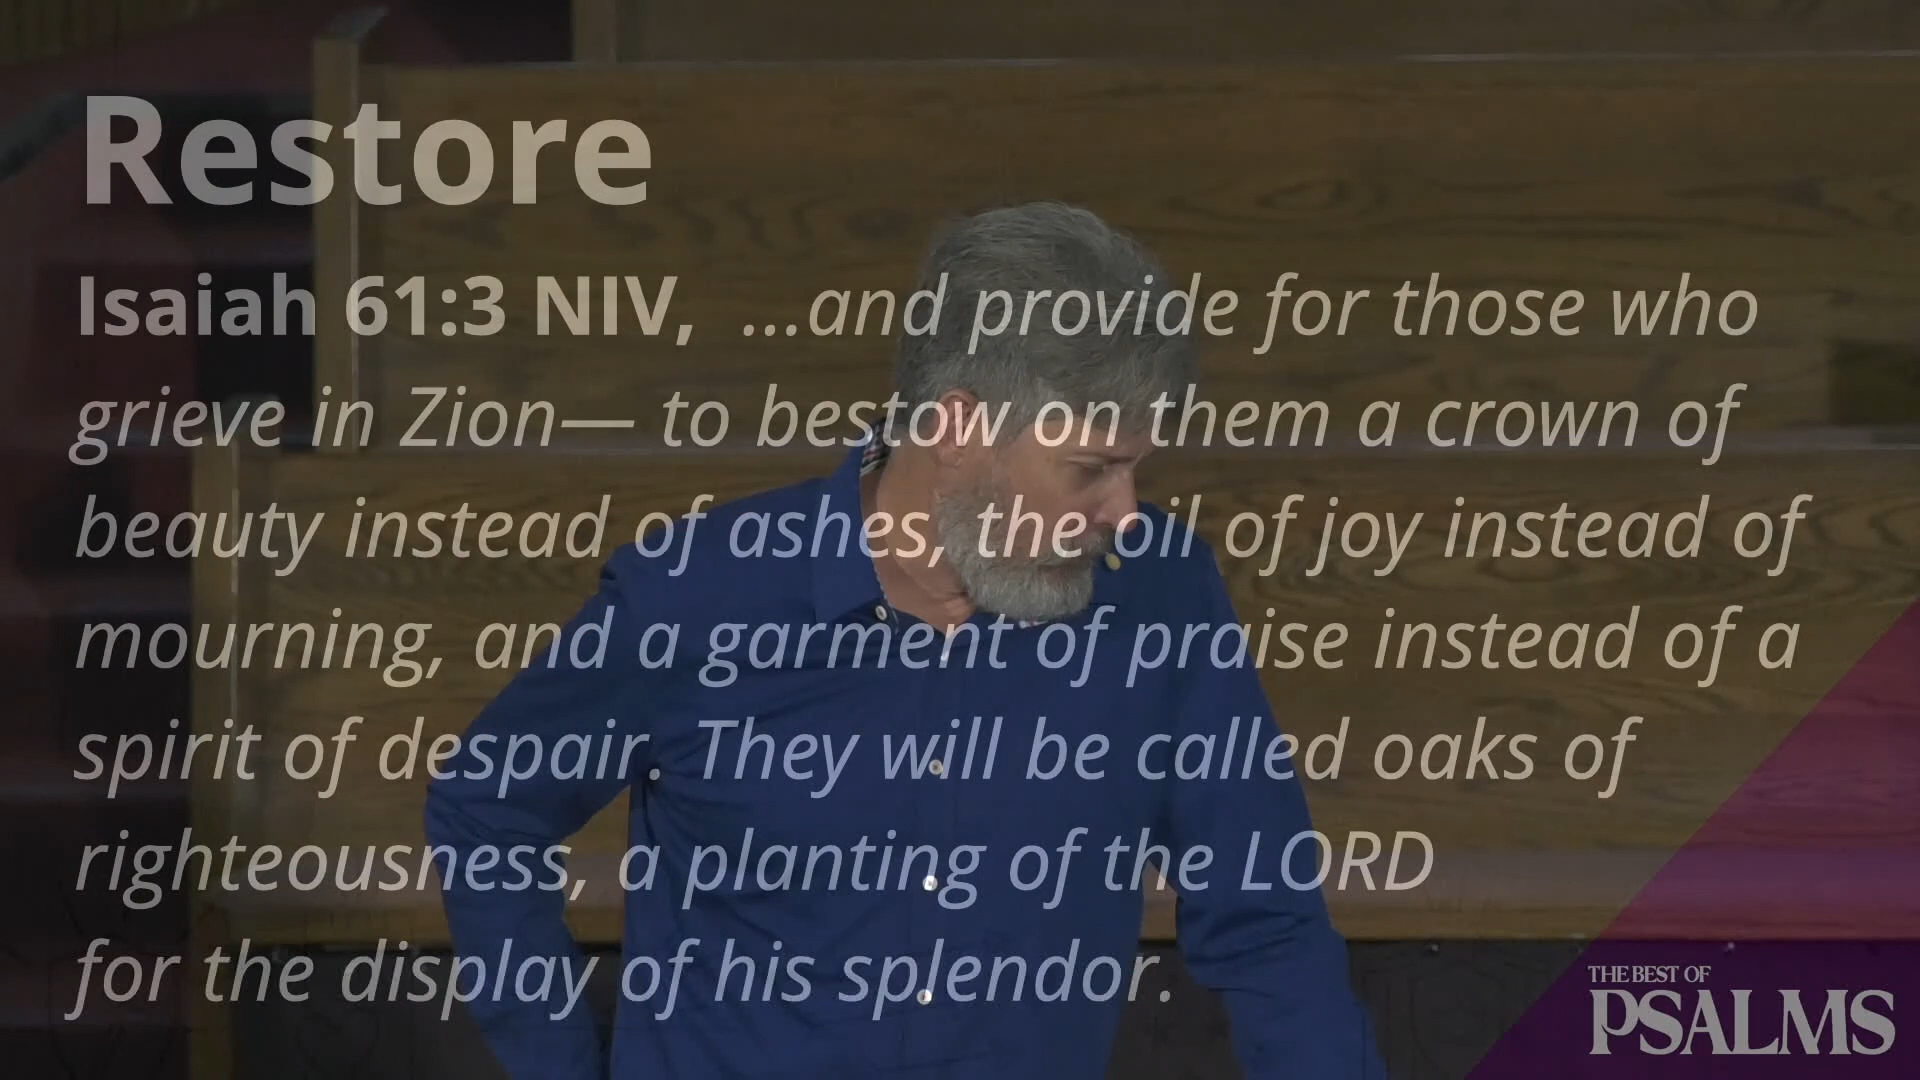 Restore
Isaiah 61:3 NIV, ...and provide for those who
grieve in Zion— to bestow on them a crown of
beauty instead of ashes, the oil of joy instead of
mourning, and a garment of praise instead of a
spirit of despair. They will be called oaks of
righteousness, a planting of the LORD
for the display of his splendor.
THE BEST OF
PSALMS